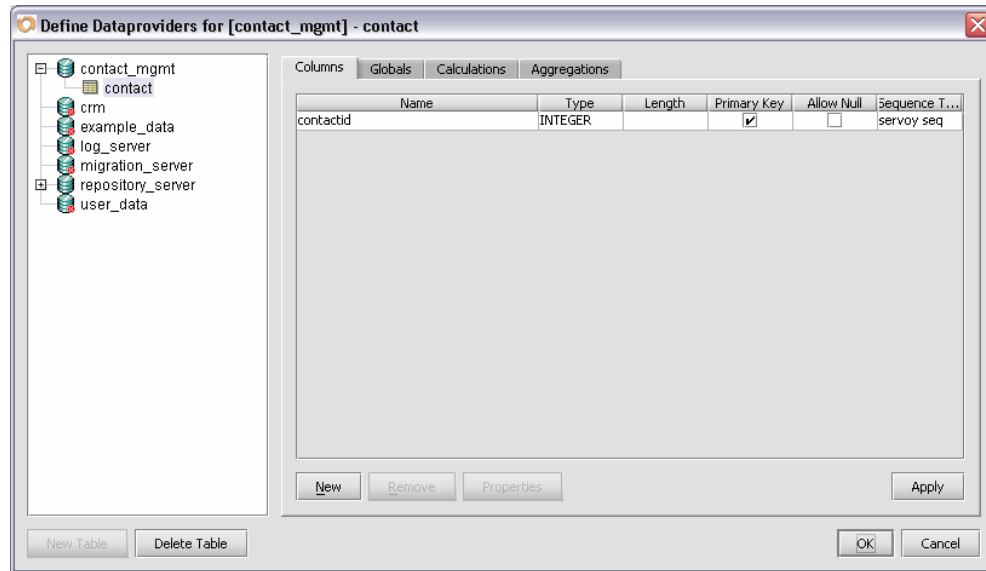 Define Dataproviders for [contact_mgmt] - contact
contact_mgmt
contact
crm
example_data
log_server
migration_server
repository_server
user_data
Columns Globals Calculations Aggregations
Name Type Length Primary Key Allow Null Sequence T...
contactid INTEGER servoy seq
New Remove Properties Apply
New Table Delete Table OK Cancel